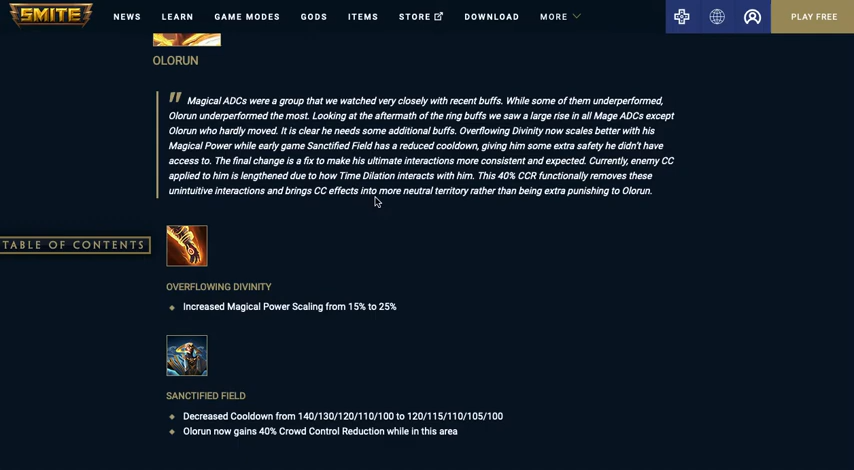 SMITE NEWS LEARN GAME MODES GODS ITEMS STORE DOWNLOAD MORE PLAY FREE
OLORUN
" Magical ADCs were a group that we watched very closely with recent buffs. While some of them underperformed,
Olorun underperformed the most. Looking at the aftermath of the ring buffs we saw a large rise in all Mage ADCs except
Olorun who hardly moved. It is clear he needs some additional buffs. Overflowing Divinity now scales better with his
Magical Power while early game Sanctified Field has a reduced cooldown, giving him some extra safety he didn't have
access to. The final change is a fix to make his ultimate interactions more consistent and expected. Currently, enemy CC
applied to him is lengthened due to how Time Dilation interacts with him. This 40% CCR functionally removes these
unintuitive interactions and brings CC effects into more neutral territory rather than being extra punishing to Olorun.
TABLE OF CONTENTS
OVERFLOWING DIVINITY
Increased Magical Power Scaling from 15% to 25%
SANCTIFIED FIELD
Decreased Cooldown from 140/130/120/110/100 to 120/115/110/105/100
Olorun now gains 40% Crowd Control Reduction while in this area